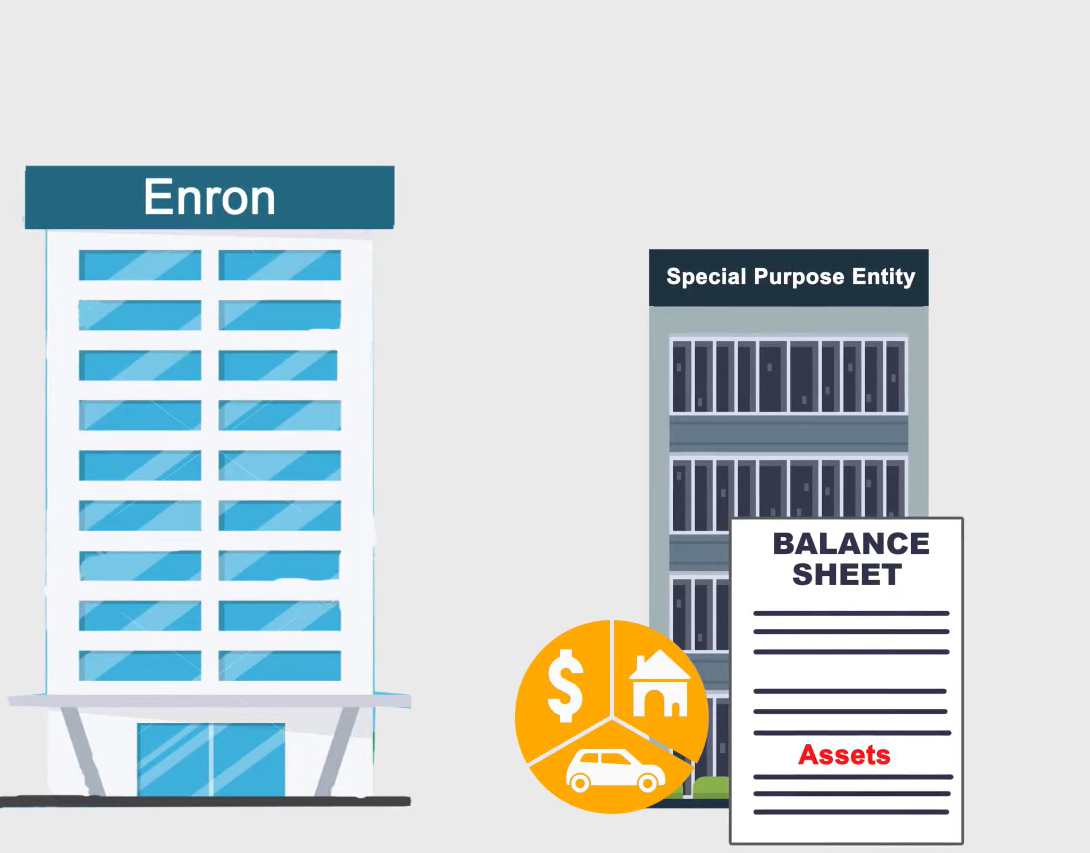 Enron
Special Purpose Entity
BALANCE
SHEET
Assets